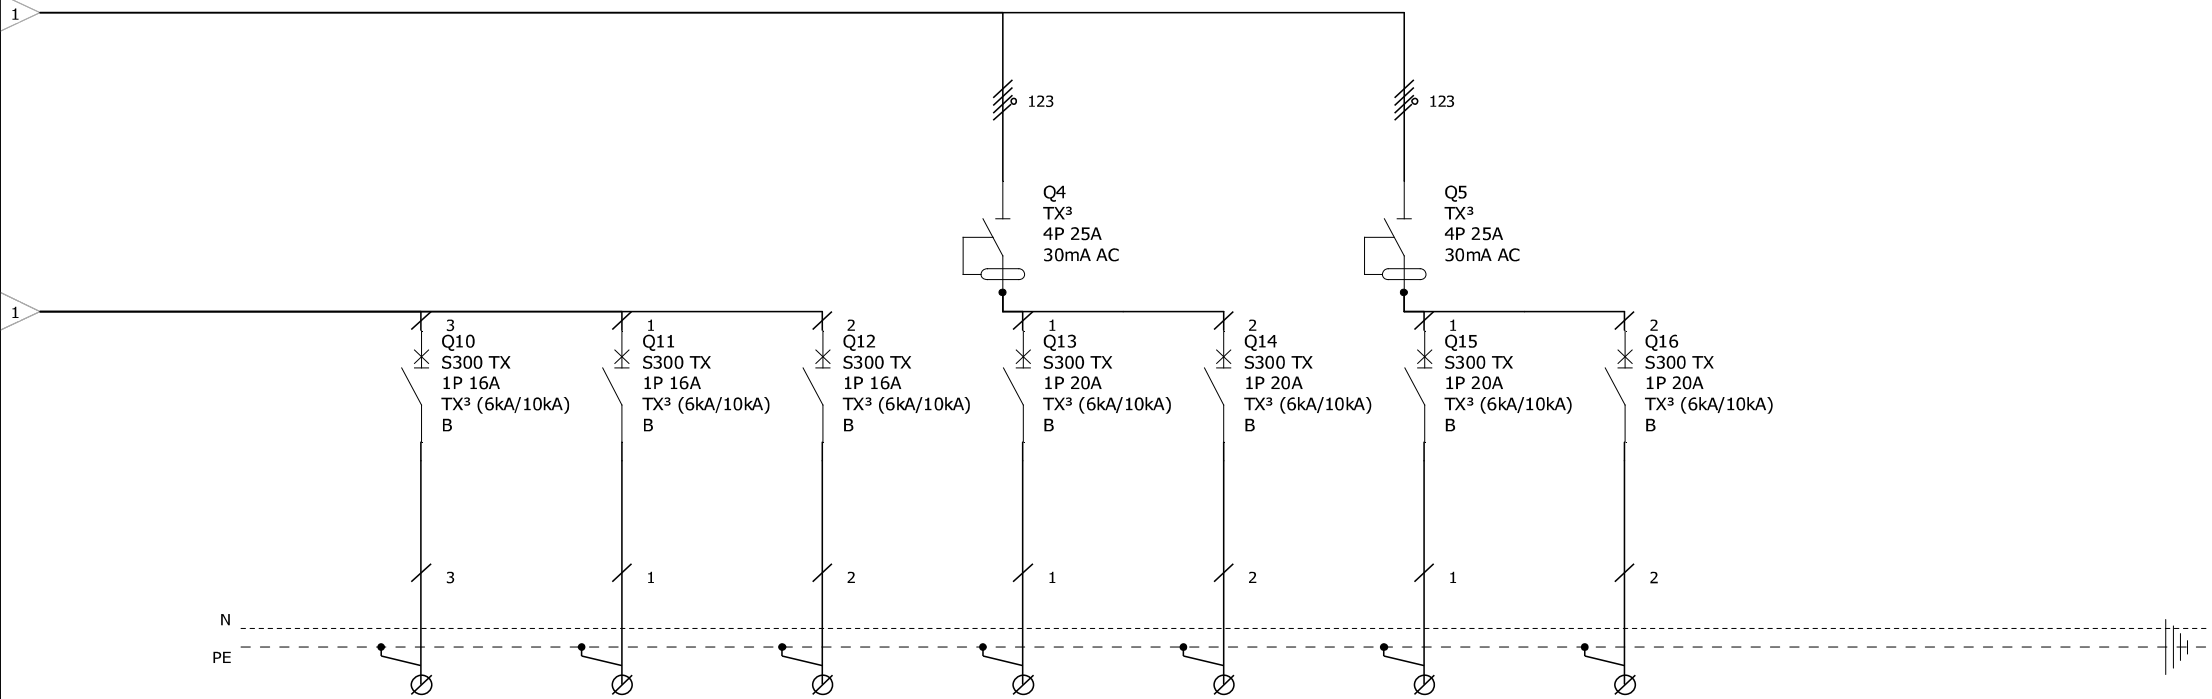 1
123
123
Q4
TX³
4P 25A
30mA AC
Q5
TX³
4P 25A
30mA AC
1
3
Q10
S300 TX
1P 16A
TX³ (6kA/10kA)
B
1
Q11
S300 TX
1P 16A
TX³ (6kA/10kA)
B
2
Q12
S300 TX
1P 16A
TX³ (6kA/10kA)
B
1
Q13
S300 TX
1P 20A
TX³ (6kA/10kA)
B
2
Q14
S300 TX
1P 20A
TX³ (6kA/10kA)
B
1
Q15
S300 TX
1P 20A
TX³ (6kA/10kA)
B
2
Q16
S300 TX
1P 20A
TX³ (6kA/10kA)
B
3
1
2
1
2
1
2
N
PE